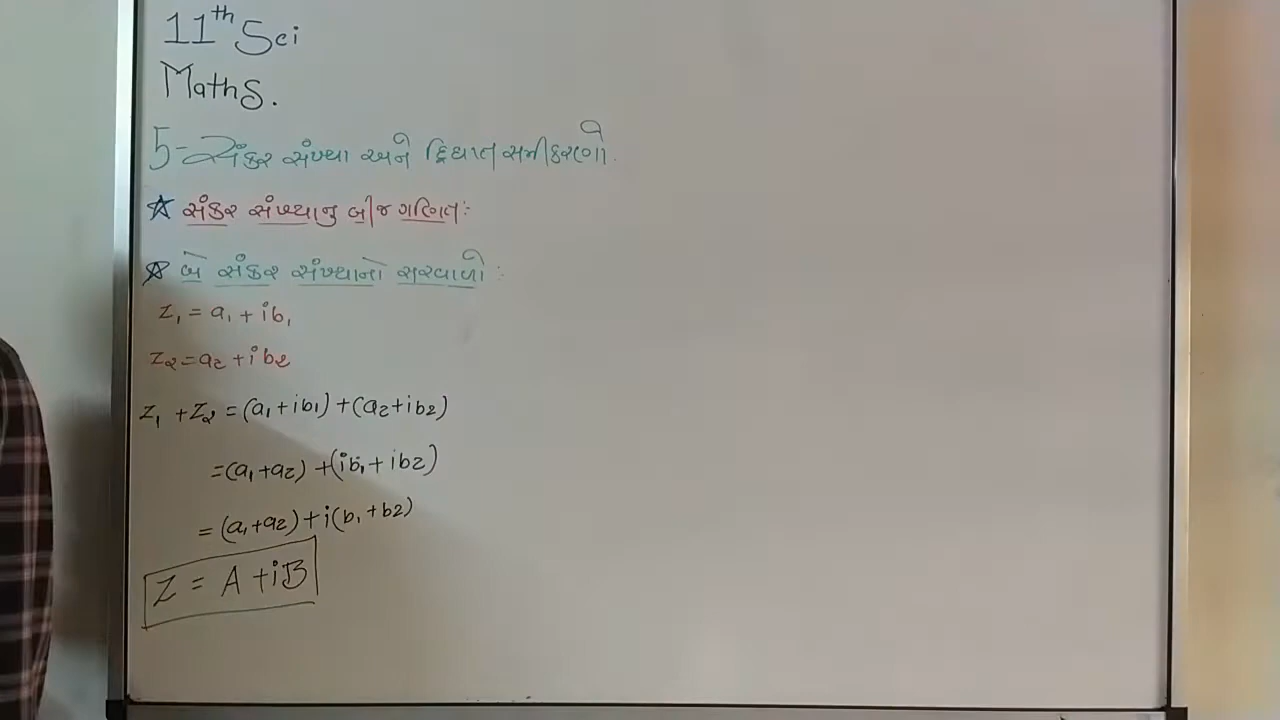 11th Sci
Maths.
5-સંકર સંખ્યા અને દ્વિઘાત સમીકરણો.
☆ સંકર સંખ્યાનુ બીજ ગણિત:
☆ બે સંકર સંખ્યાનો સરવાળો :
z₁ = a₁ + ib₁
z₂ = a₂ + ib₂
z₁ + z₂ = (a₁ + ib₁) + (a₂ + ib₂)
= (a₁ + a₂) + (ib₁ + ib₂)
= (a₁ + a₂) + i(b₁ + b₂)
Z = A + iB